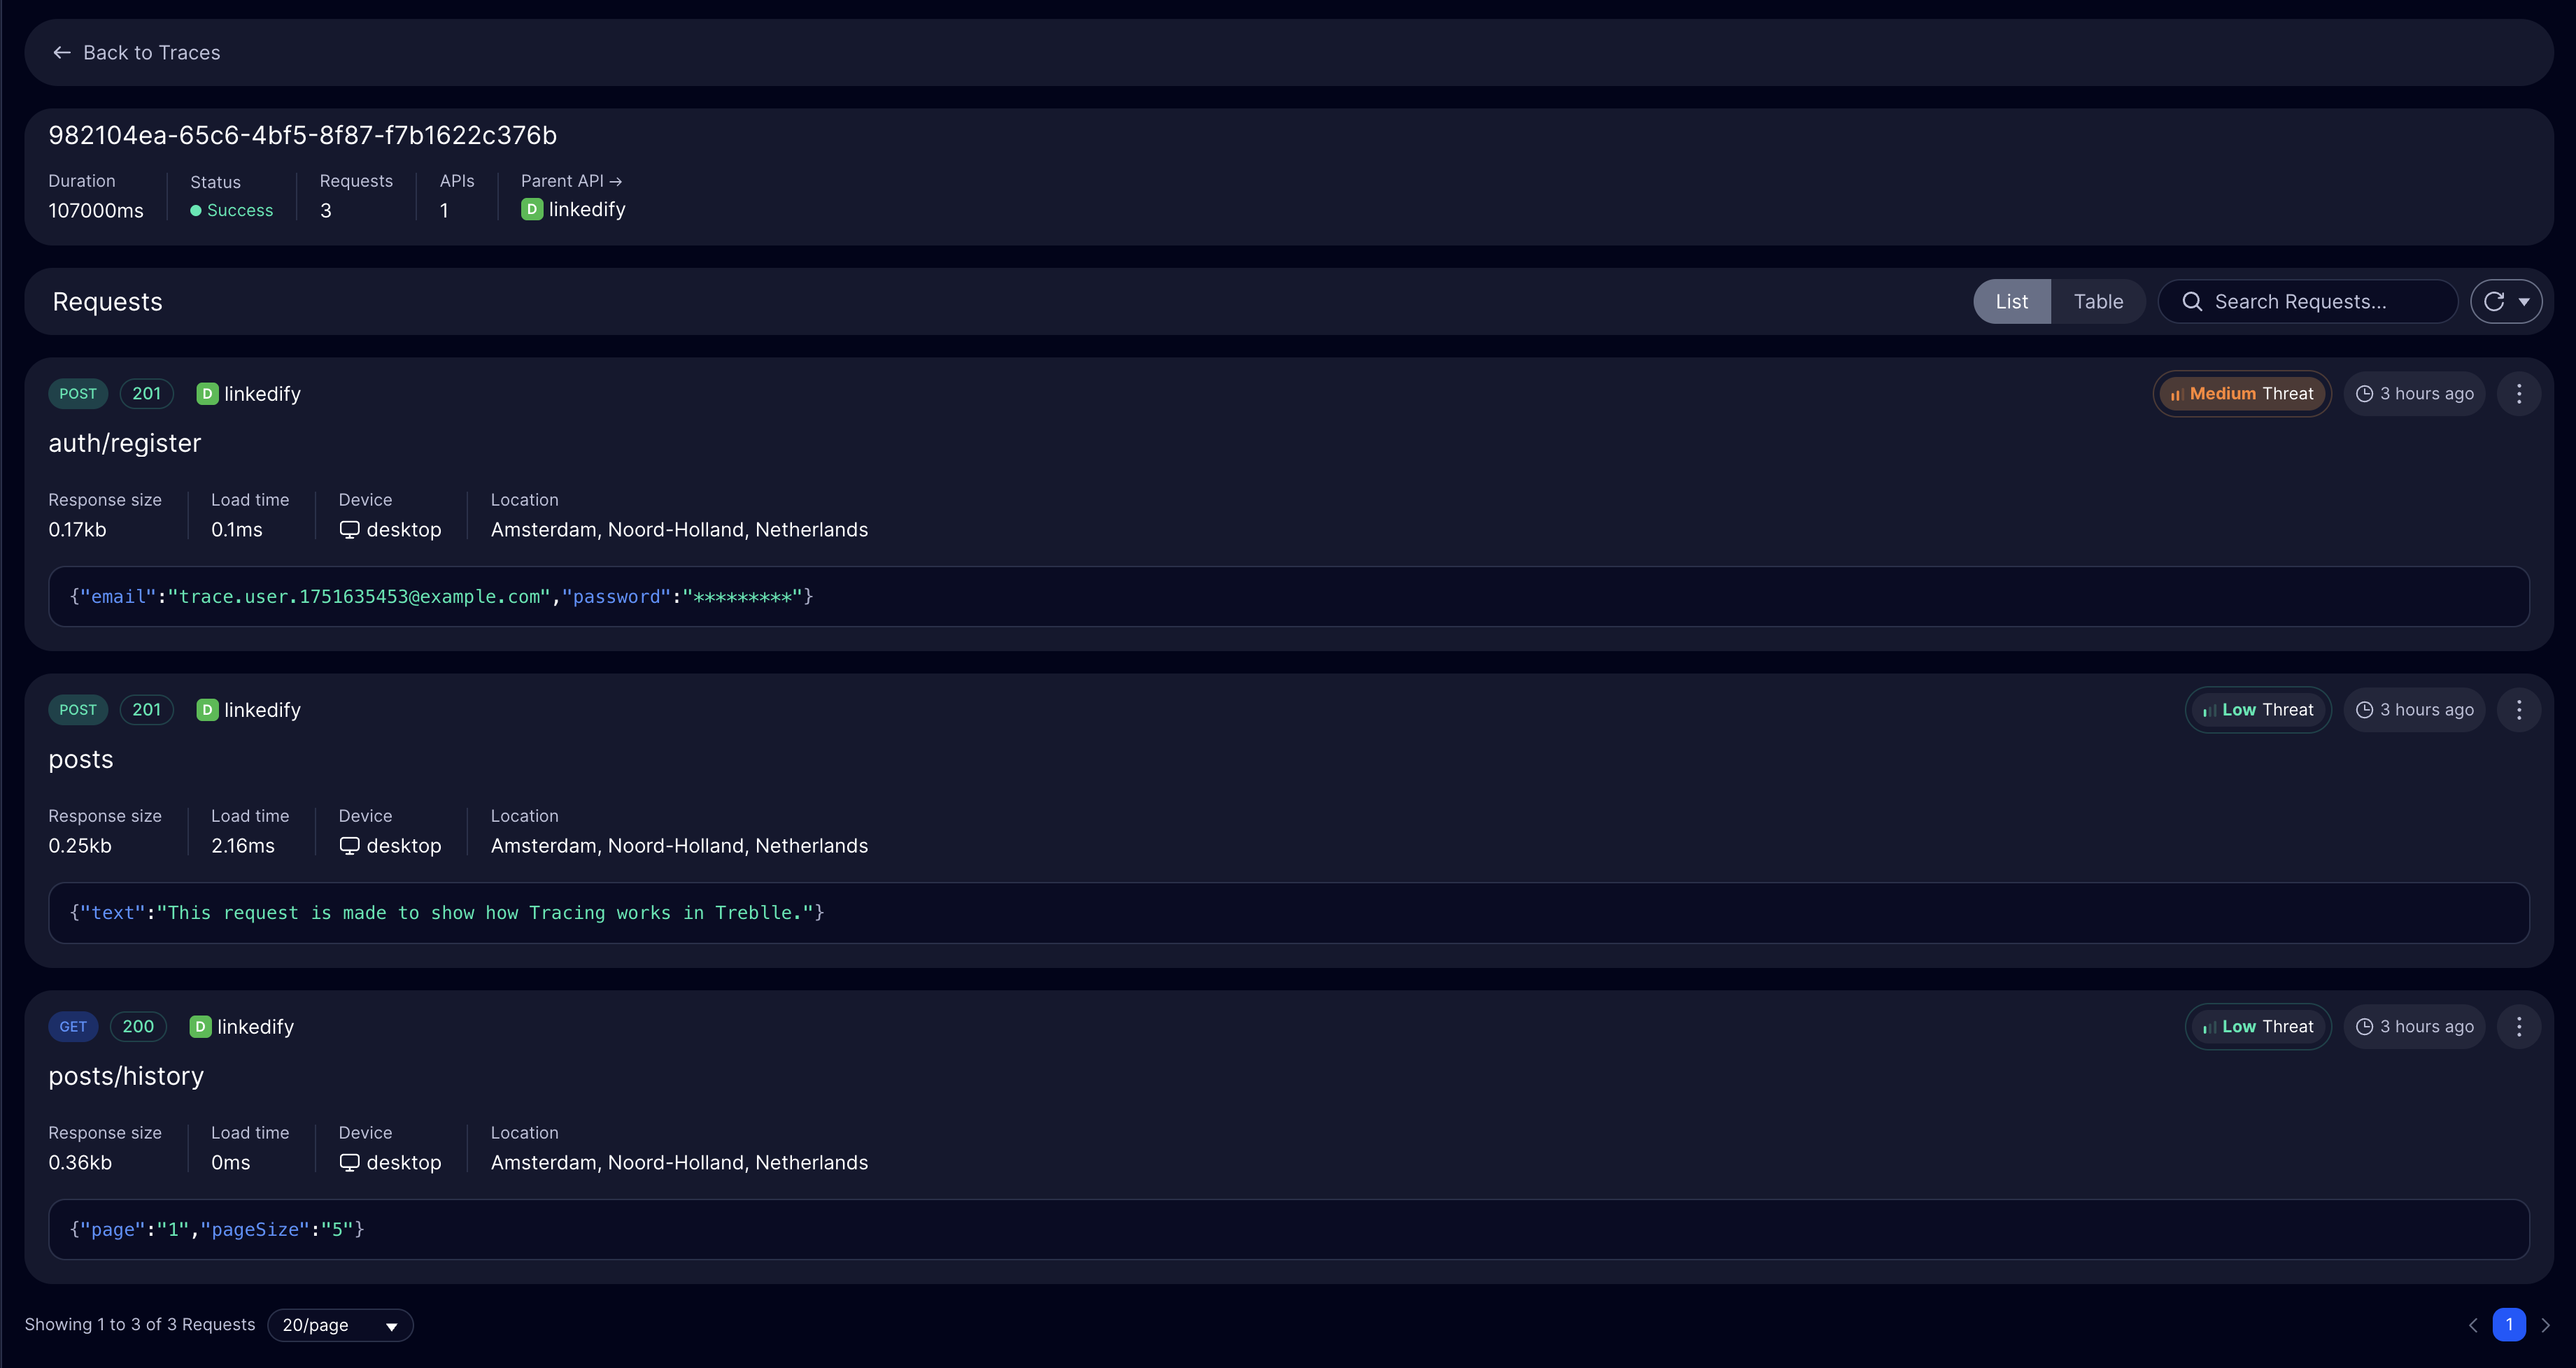 Back to Traces
982104ea-65c6-4bf5-8f87-f7b1622c376b
Duration Status Requests APIs Parent API →
107000ms Success 3 1 D linkedify
Requests List Table Search Requests...
POST 201 D linkedify Medium Threat 3 hours ago
auth/register
Response size Load time Device Location
0.17kb 0.1ms desktop Amsterdam, Noord-Holland, Netherlands
{"email":"trace.user.1751635453@example.com","password":"*********"}
POST 201 D linkedify Low Threat 3 hours ago
posts
Response size Load time Device Location
0.25kb 2.16ms desktop Amsterdam, Noord-Holland, Netherlands
{"text":"This request is made to show how Tracing works in Treblle."}
GET 200 D linkedify Low Threat 3 hours ago
posts/history
Response size Load time Device Location
0.36kb 0ms desktop Amsterdam, Noord-Holland, Netherlands
{"page":"1","pageSize":"5"}
Showing 1 to 3 of 3 Requests 20/page 1